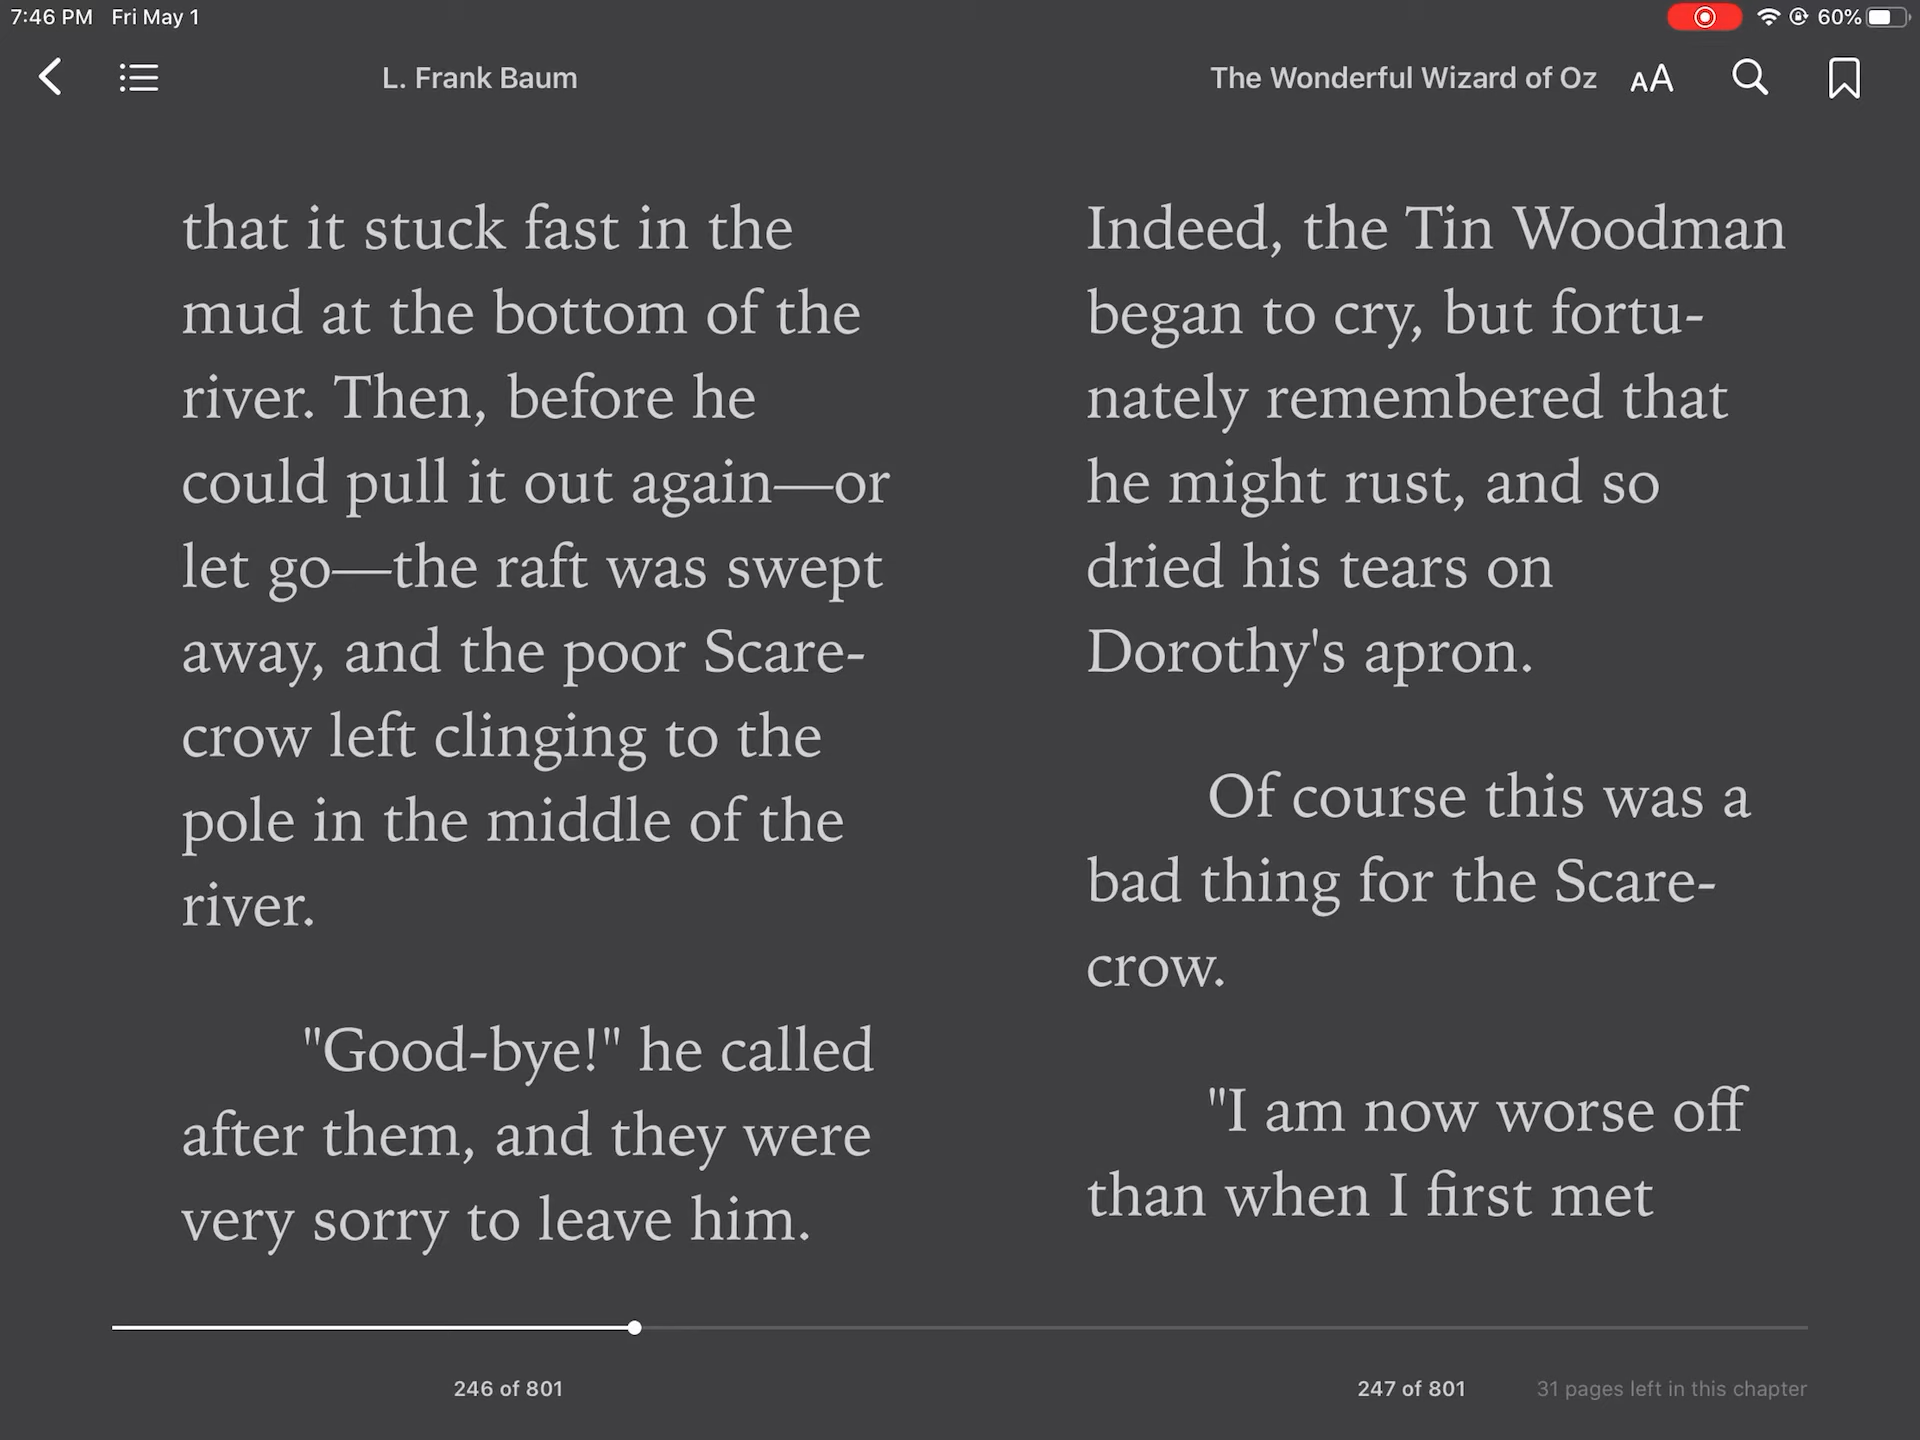 7:46 PM Fri May 1
60%
L. Frank Baum
The Wonderful Wizard of Oz
AA
that it stuck fast in the
mud at the bottom of the
river. Then, before he
could pull it out again—or
let go—the raft was swept
away, and the poor Scare-
crow left clinging to the
pole in the middle of the
river.
"Good-bye!" he called
after them, and they were
very sorry to leave him.
Indeed, the Tin Woodman
began to cry, but fortu-
nately remembered that
he might rust, and so
dried his tears on
Dorothy's apron.
Of course this was a
bad thing for the Scare-
crow.
"I am now worse off
than when I first met
246 of 801
247 of 801
31 pages left in this chapter